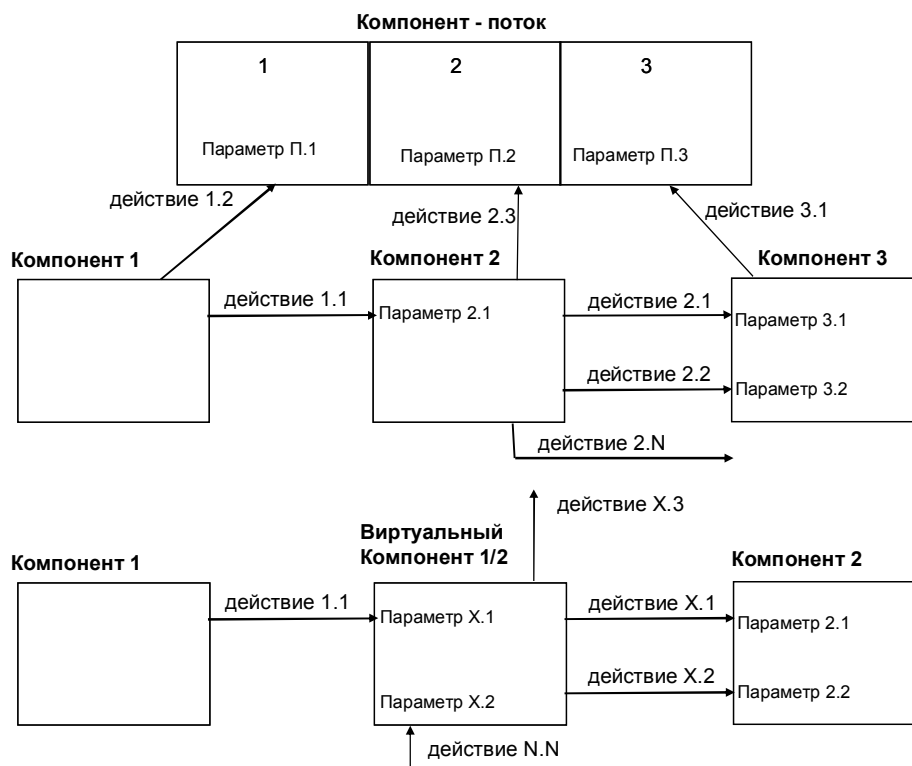 Компонент - поток
1
2
3
Параметр П.1
Параметр П.2
Параметр П.3
действие 1.2
действие 2.3
действие 3.1
Компонент 1
Компонент 2
Компонент 3
действие 1.1
Параметр 2.1
действие 2.1
Параметр 3.1
действие 2.2
Параметр 3.2
действие 2.N
действие X.3
Виртуальный
Компонент 1/2
Компонент 1
Компонент 2
действие 1.1
Параметр X.1
действие X.1
Параметр 2.1
действие X.2
Параметр X.2
Параметр 2.2
действие N.N